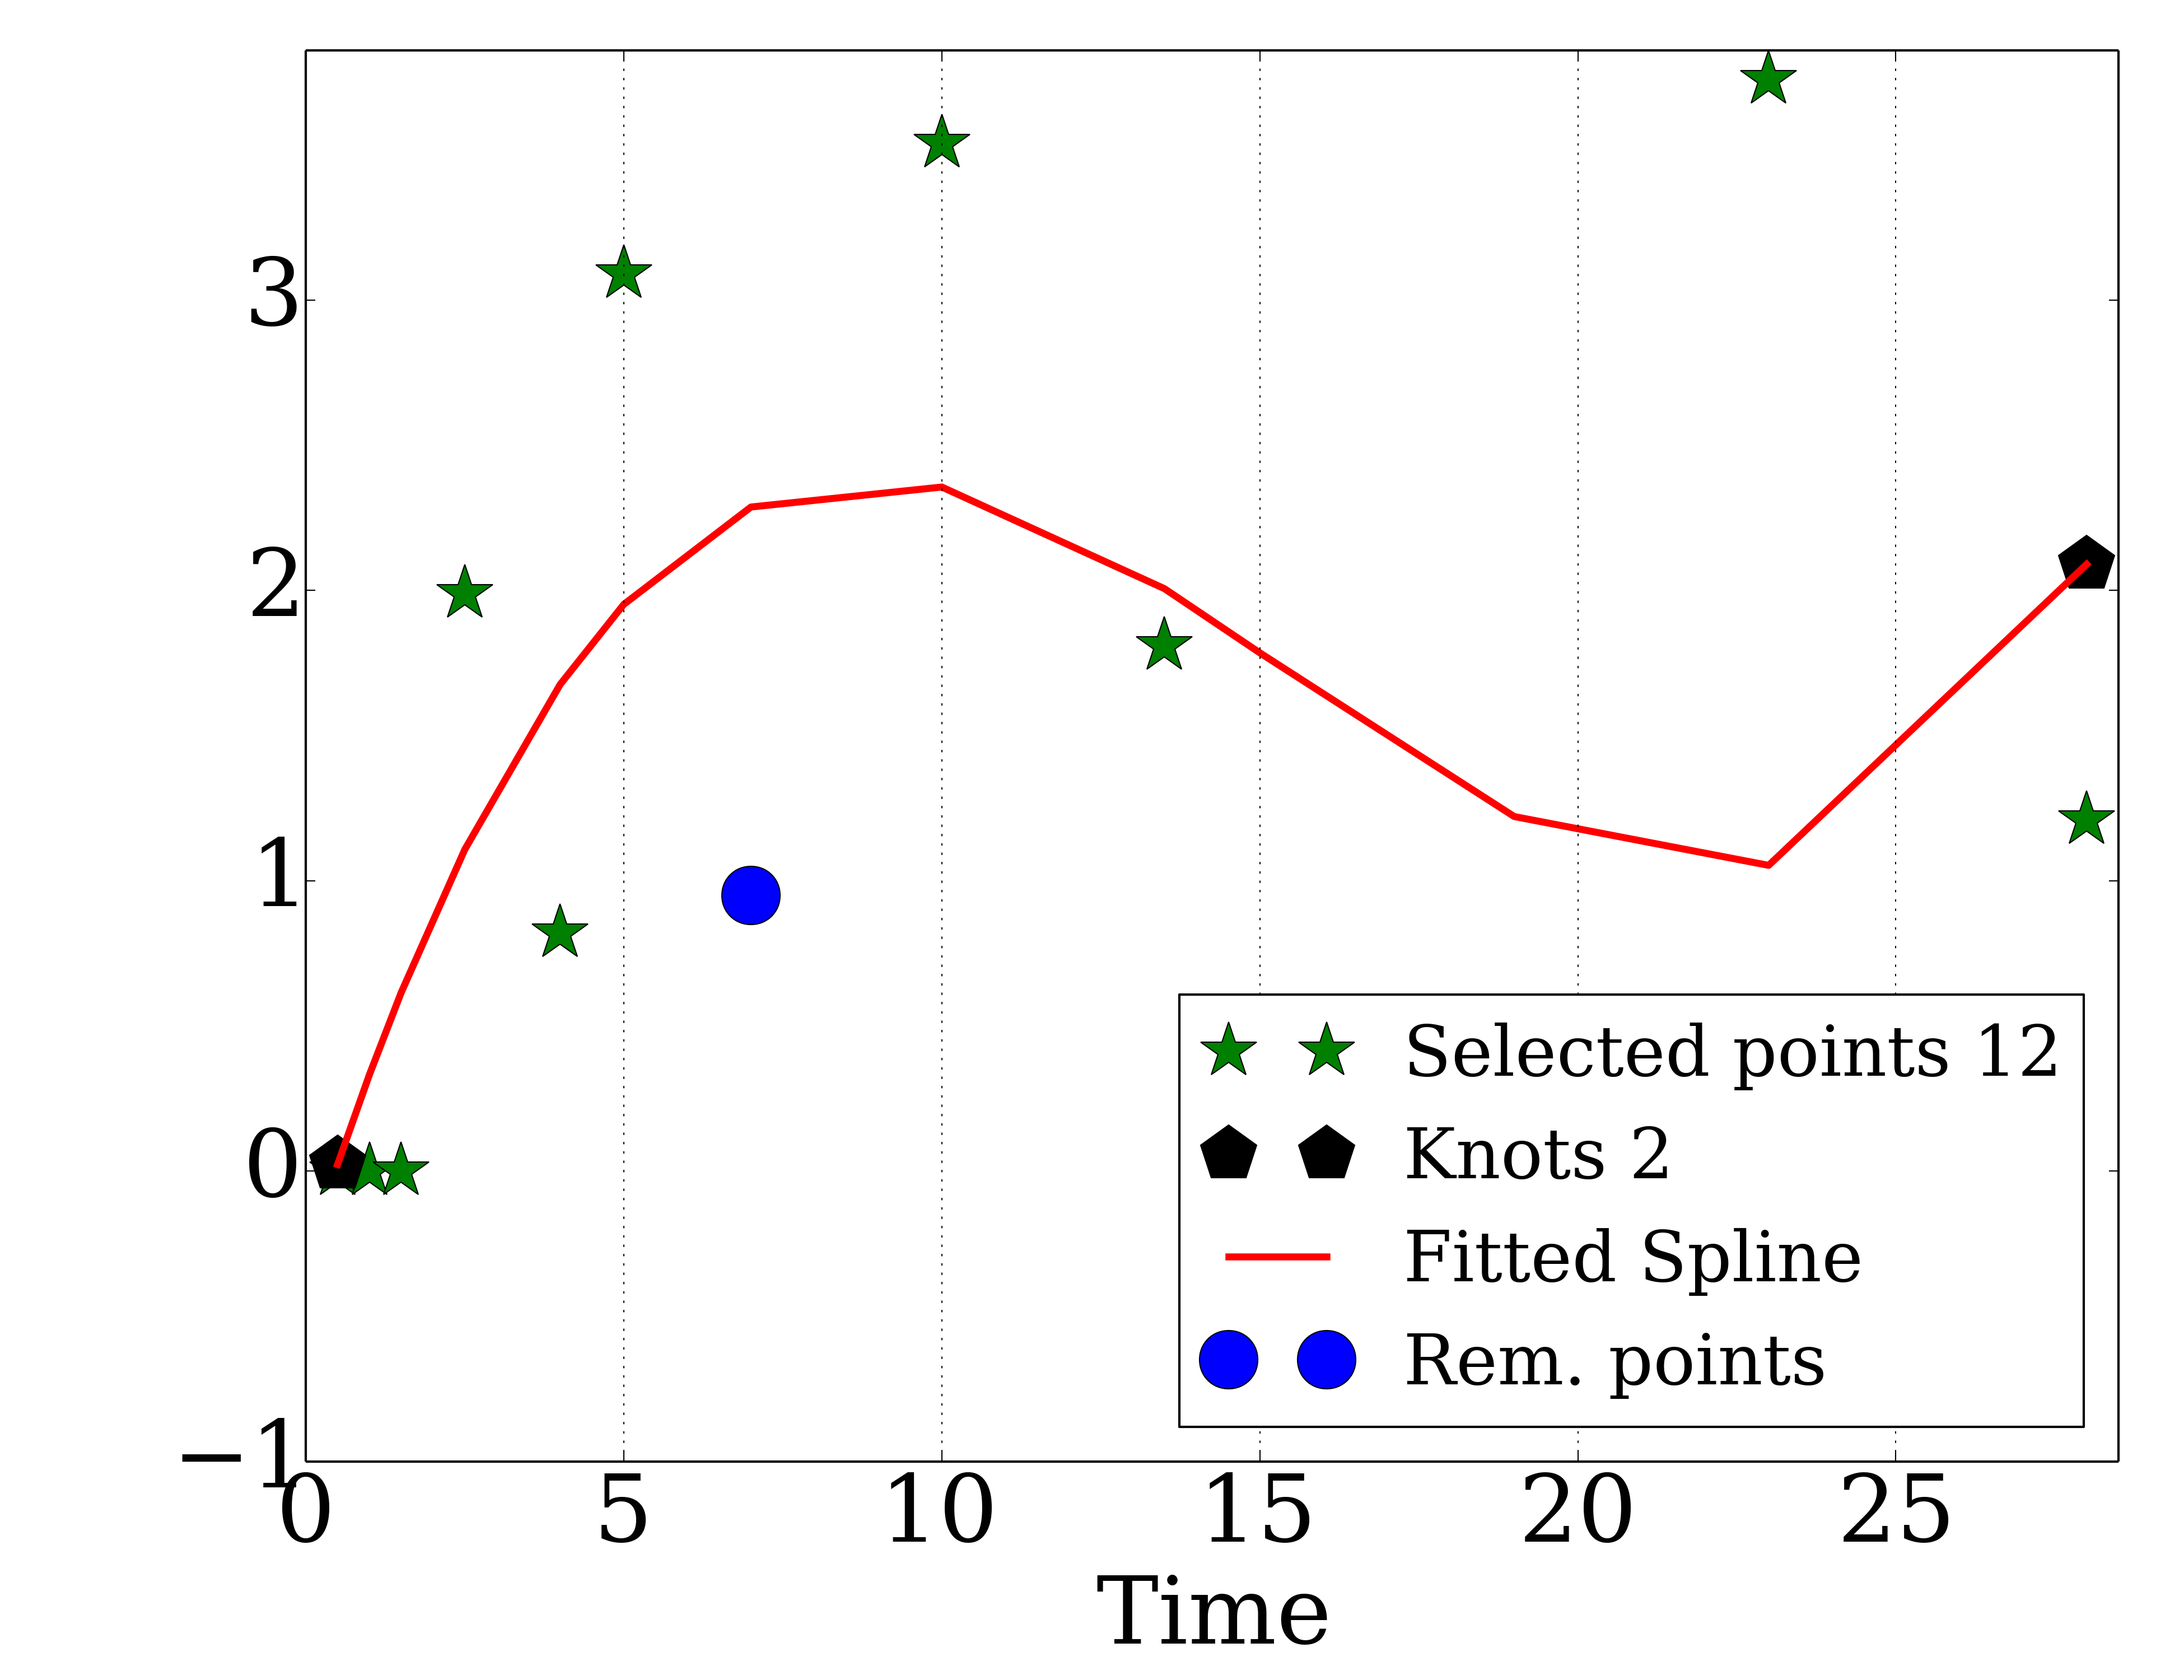 3
2
1
0
−1
0 5 10 15 20 25
Time
Selected points 12
Knots 2
Fitted Spline
Rem. points